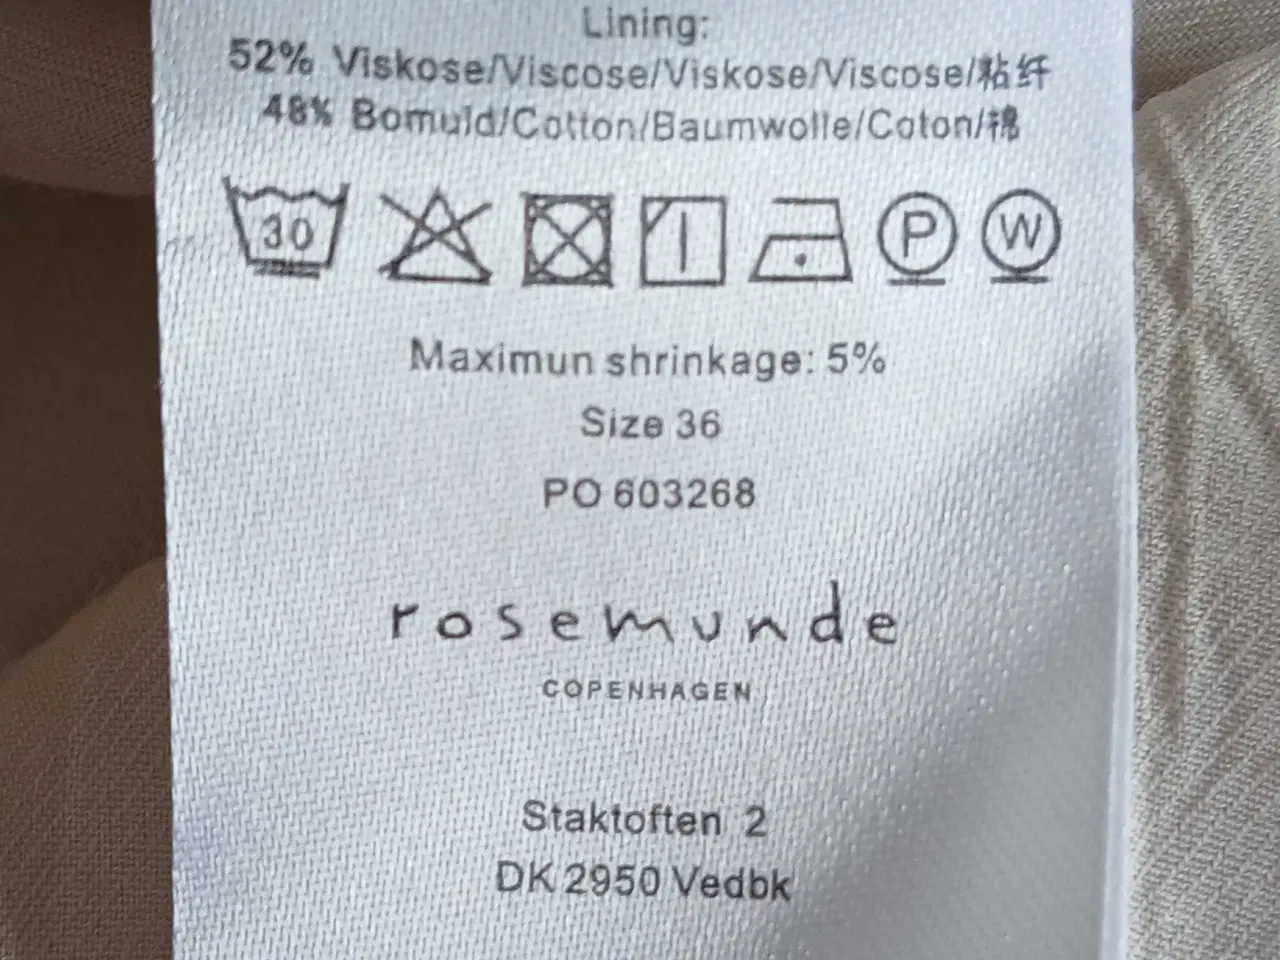 Lining:
52% Viskose/Viscose/Viskose/Viscose/粘纤
48% Bomuld/Cotton/Baumwolle/Coton/棉
30 P W
Maximun shrinkage: 5%
Size 36
PO 603268
rosemunde
COPENHAGEN
Staktoften 2
DK 2950 Vedbk